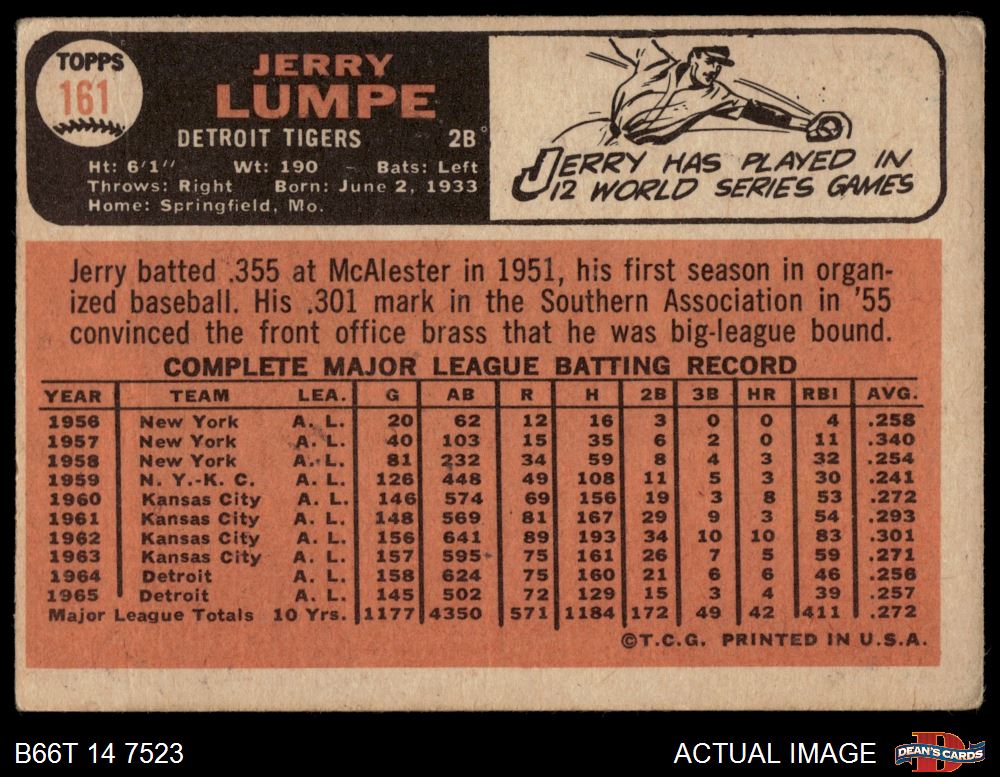 TOPPS
161
JERRY
LUMPE
DETROIT TIGERS 2B
Ht: 6'1" Wt: 190 Bats: Left
Throws: Right Born: June 2, 1933
Home: Springfield, Mo.
JERRY HAS PLAYED IN
12 WORLD SERIES GAMES
Jerry batted .355 at McAlester in 1951, his first season in organ-
ized baseball. His .301 mark in the Southern Association in '55
convinced the front office brass that he was big-league bound.
COMPLETE MAJOR LEAGUE BATTING RECORD
YEAR TEAM LEA. G AB R H 2B 3B HR RBI AVG.
1956 New York A. L. 20 62 12 16 3 0 0 4 .258
1957 New York A. L. 40 103 15 35 6 2 0 11 .340
1958 New York A. L. 81 232 34 59 8 4 3 32 .254
1959 N. Y.-K. C. A. L. 126 448 49 108 11 5 3 30 .241
1960 Kansas City A. L. 146 574 69 156 19 3 8 53 .272
1961 Kansas City A. L. 148 569 81 167 29 9 3 54 .293
1962 Kansas City A. L. 156 641 89 193 34 10 10 83 .301
1963 Kansas City A. L. 157 595 75 161 26 7 5 59 .271
1964 Detroit A. L. 158 624 75 160 21 6 6 46 .256
1965 Detroit A. L. 145 502 72 129 15 3 4 39 .257
Major League Totals 10 Yrs. 1177 4350 571 1184 172 49 42 411 .272
©T.C.G. PRINTED IN U.S.A.
B66T 14 7523 ACTUAL IMAGE DEAN'S CARDS